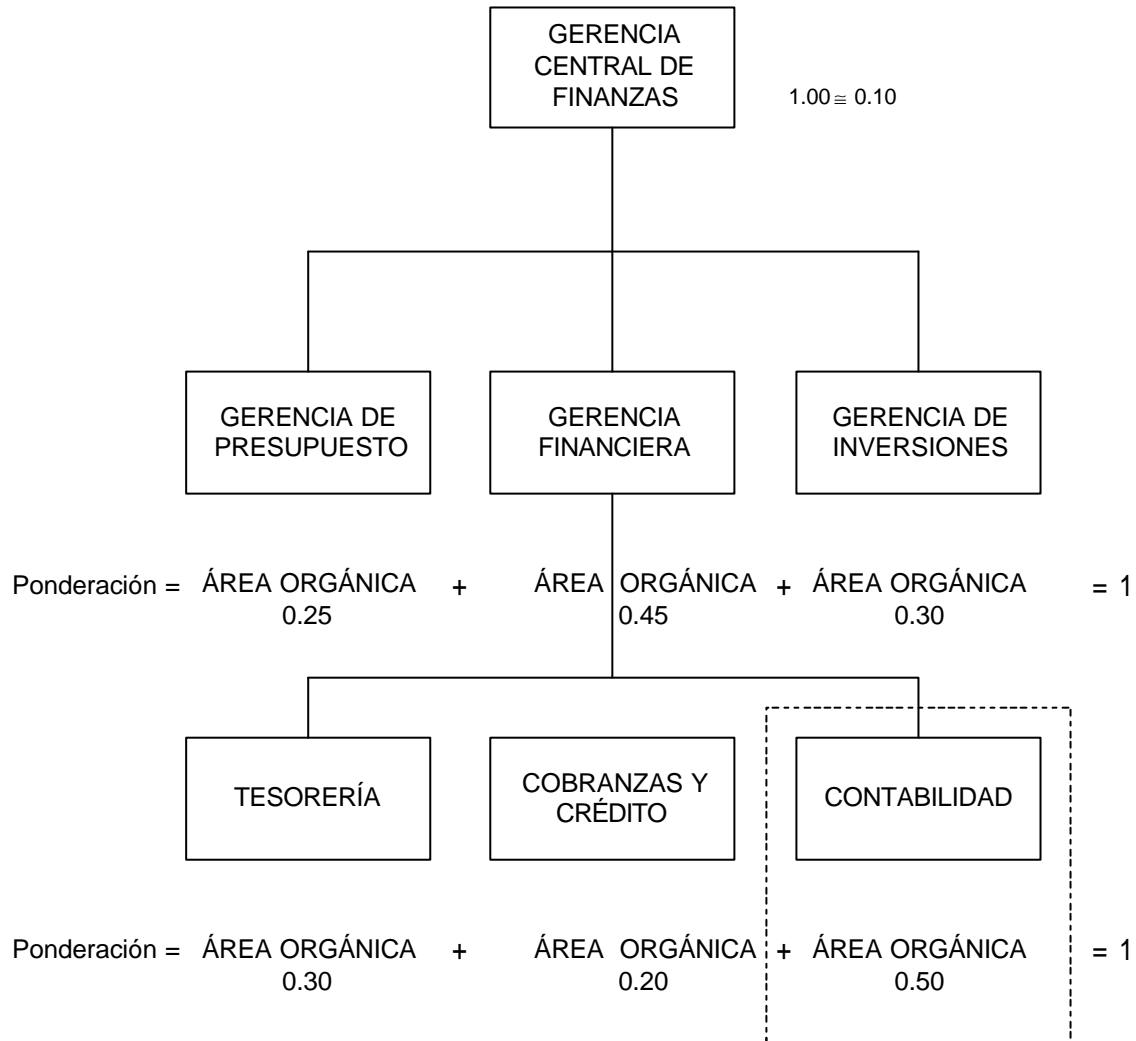 GERENCIA
CENTRAL DE
FINANZAS
1.00 ≅ 0.10
GERENCIA DE
PRESUPUESTO
GERENCIA
FINANCIERA
GERENCIA DE
INVERSIONES
Ponderación = ÁREA ORGÁNICA + ÁREA ORGÁNICA + ÁREA ORGÁNICA = 1
0.25 0.45 0.30
TESORERÍA
COBRANZAS Y
CRÉDITO
CONTABILIDAD
Ponderación = ÁREA ORGÁNICA + ÁREA ORGÁNICA + ÁREA ORGÁNICA = 1
0.30 0.20 0.50